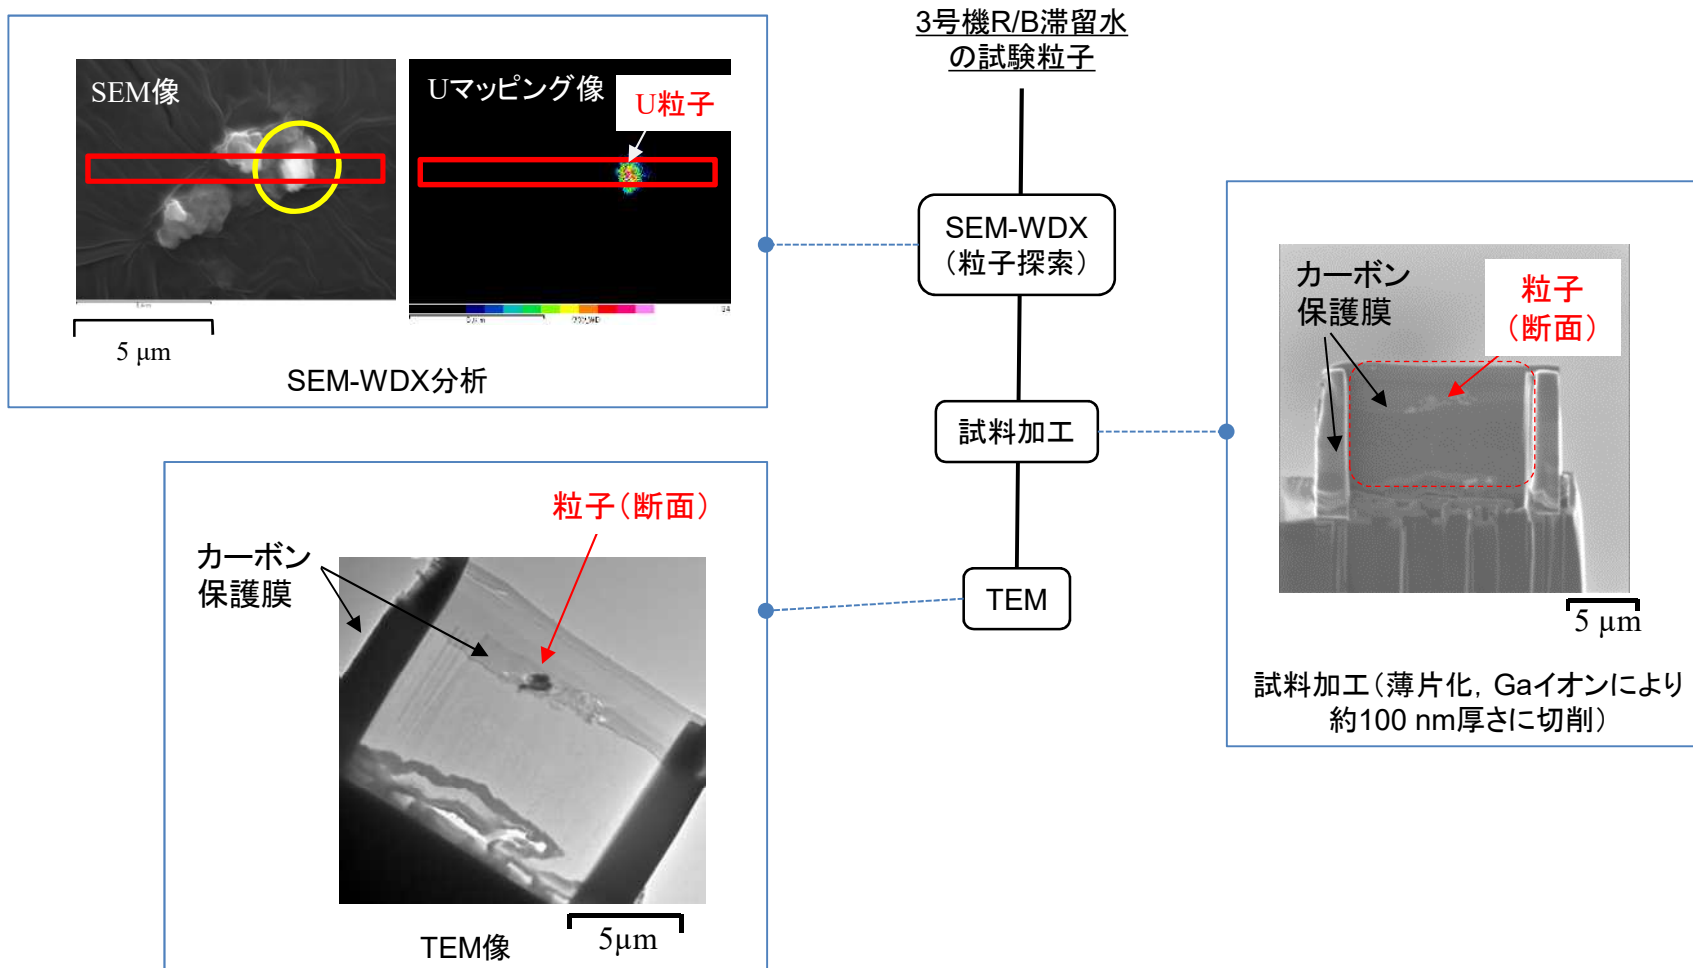 3号機R/B滞留水
の試験粒子
SEM像
Uマッピング像
U粒子
5 μm
SEM-WDX分析
SEM-WDX
（粒子探索）
カーボン
保護膜
粒子
（断面）
試料加工
5 μm
試料加工（薄片化，Gaイオンにより
約100 nm厚さに切削）
粒子（断面）
カーボン
保護膜
TEM
5μm
TEM像